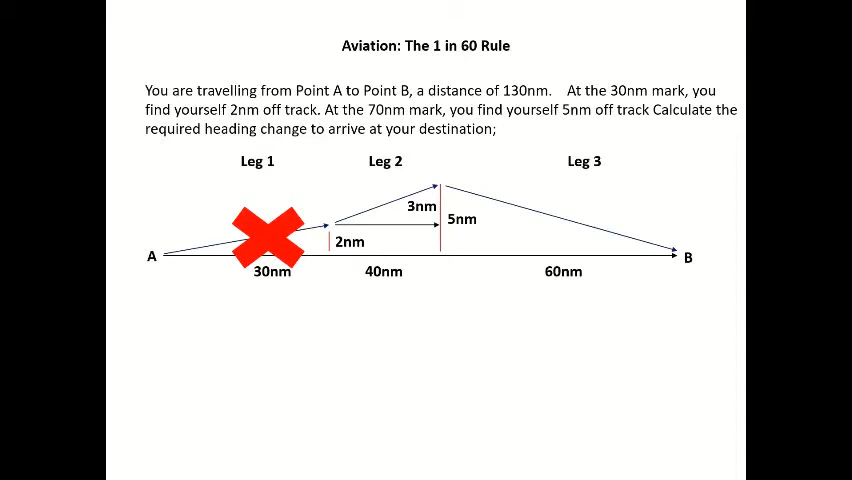 Aviation: The 1 in 60 Rule
You are travelling from Point A to Point B, a distance of 130nm. At the 30nm mark, you
find yourself 2nm off track. At the 70nm mark, you find yourself 5nm off track Calculate the
required heading change to arrive at your destination;
Leg 1 Leg 2 Leg 3
3nm
5nm
2nm
A B
30nm 40nm 60nm